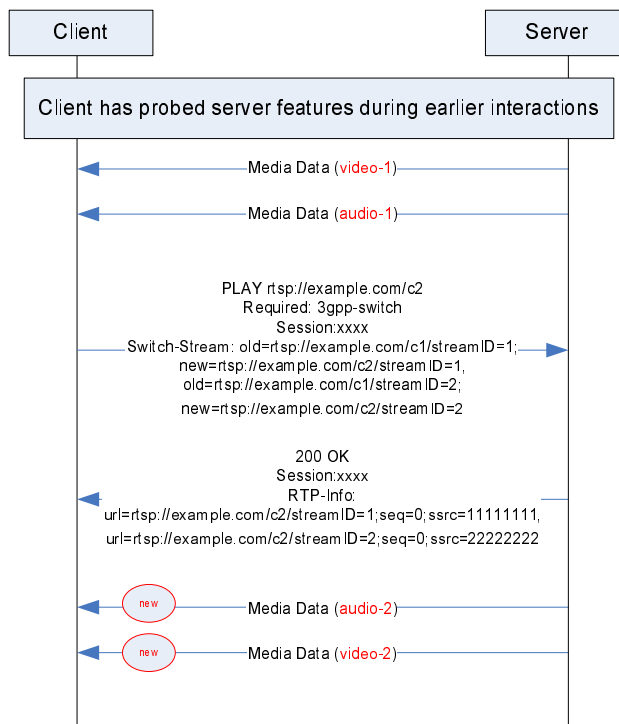 Client
Server
Client has probed server features during earlier interactions
Media Data (video-1)
Media Data (audio-1)
PLAY rtsp://example.com/c2
Required: 3gpp-switch
Session:xxxx
Switch-Stream: old=rtsp://example.com/c1/streamID=1;
new=rtsp://example.com/c2/streamID=1,
old=rtsp://example.com/c1/streamID=2;
new=rtsp://example.com/c2/streamID=2
200 OK
Session:xxxx
RTP-Info:
url=rtsp://example.com/c2/streamID=1;seq=0;ssrc=11111111,
url=rtsp://example.com/c2/streamID=2;seq=0;ssrc=22222222
new
Media Data (audio-2)
new
Media Data (video-2)